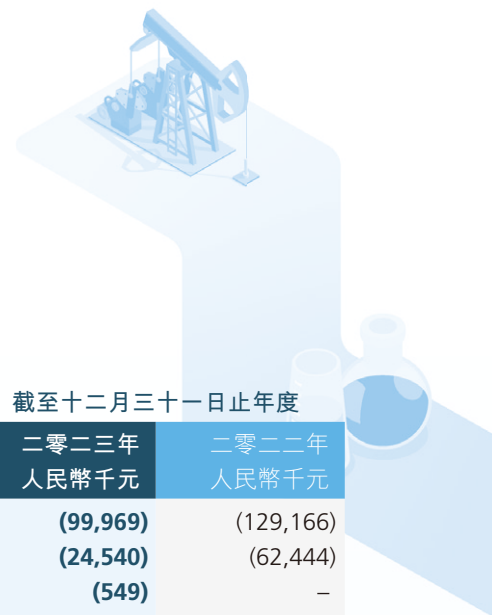 截至十二月三十一日止年度
二零二三年 二零二二年
人民幣千元 人民幣千元
(99,969) (129,166)
(24,540) (62,444)
(549) –